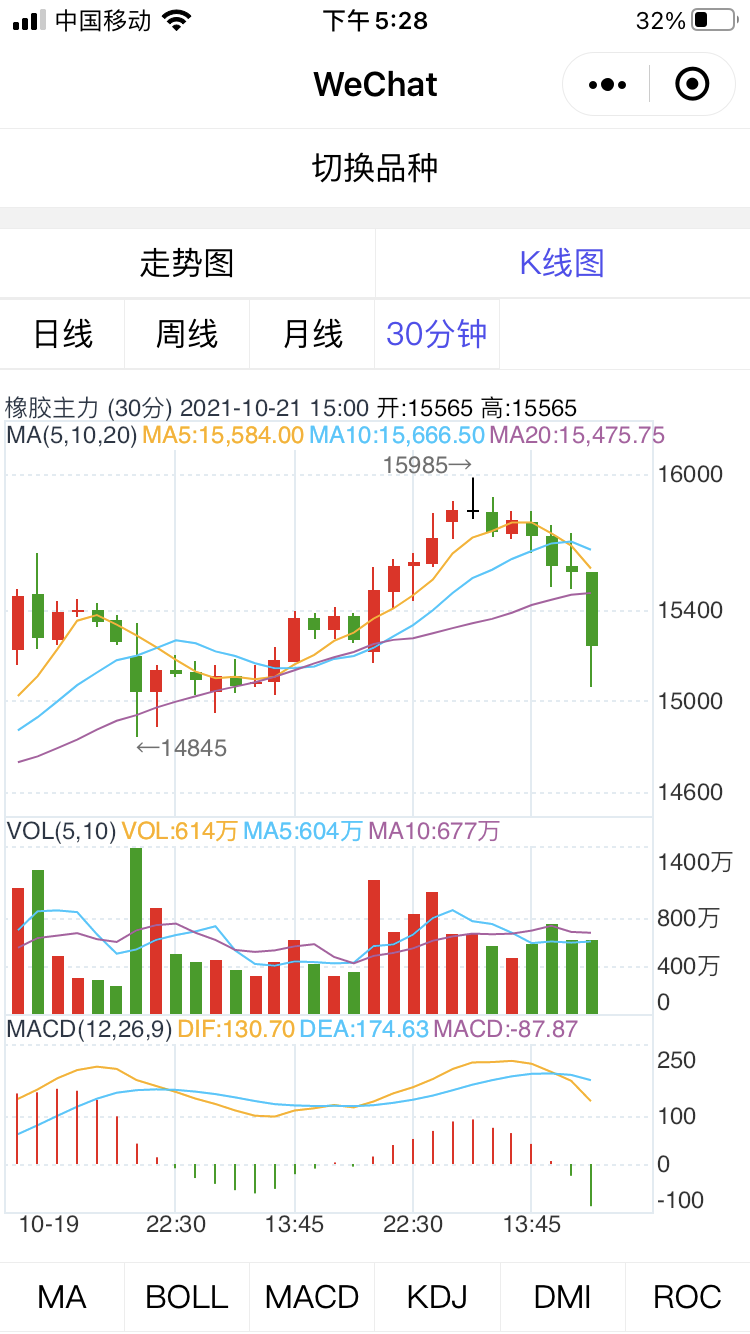 中国移动 下午5:28 32%
WeChat
切换品种
走势图 K线图
日线 周线 月线 30分钟
橡胶主力 (30分) 2021-10-21 15:00 开:15565 高:15565
MA(5,10,20) MA5:15,584.00 MA10:15,666.50 MA20:15,475.75
15985→
16000
15400
15000
←14845
14600
VOL(5,10) VOL:614万 MA5:604万 MA10:677万
1400万
800万
400万
0
MACD(12,26,9) DIF:130.70 DEA:174.63 MACD:-87.87
250
100
0
-100
10-19 22:30 13:45 22:30 13:45
MA BOLL MACD KDJ DMI ROC